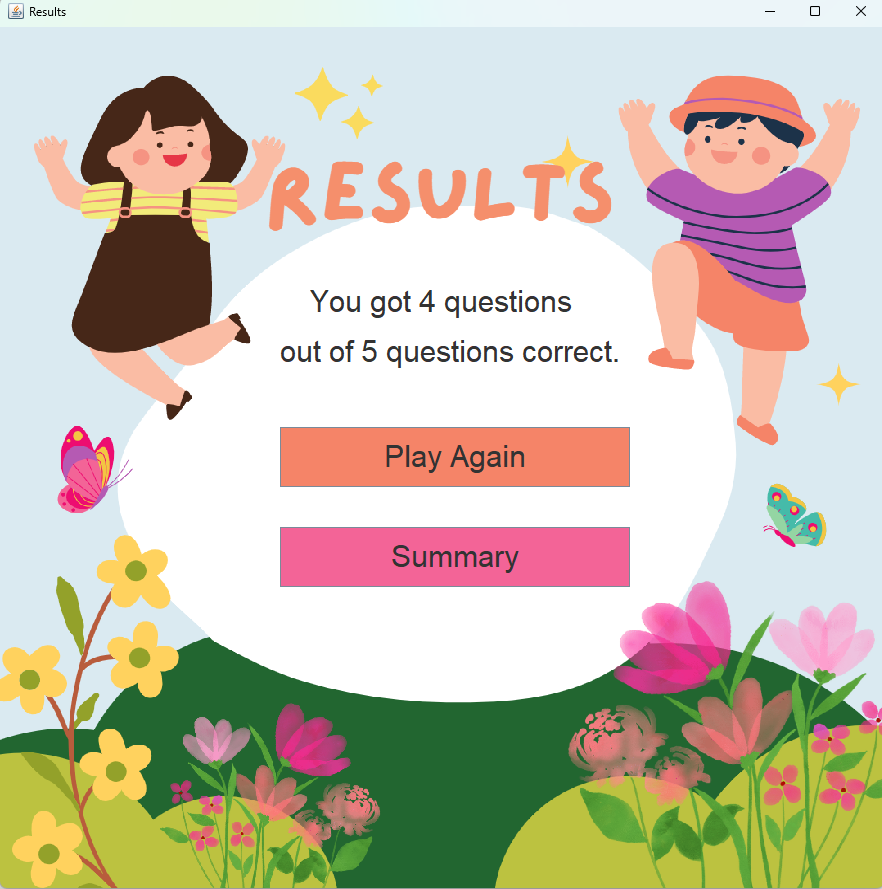 Results
RESULTS
You got 4 questions
out of 5 questions correct.
Play Again
Summary